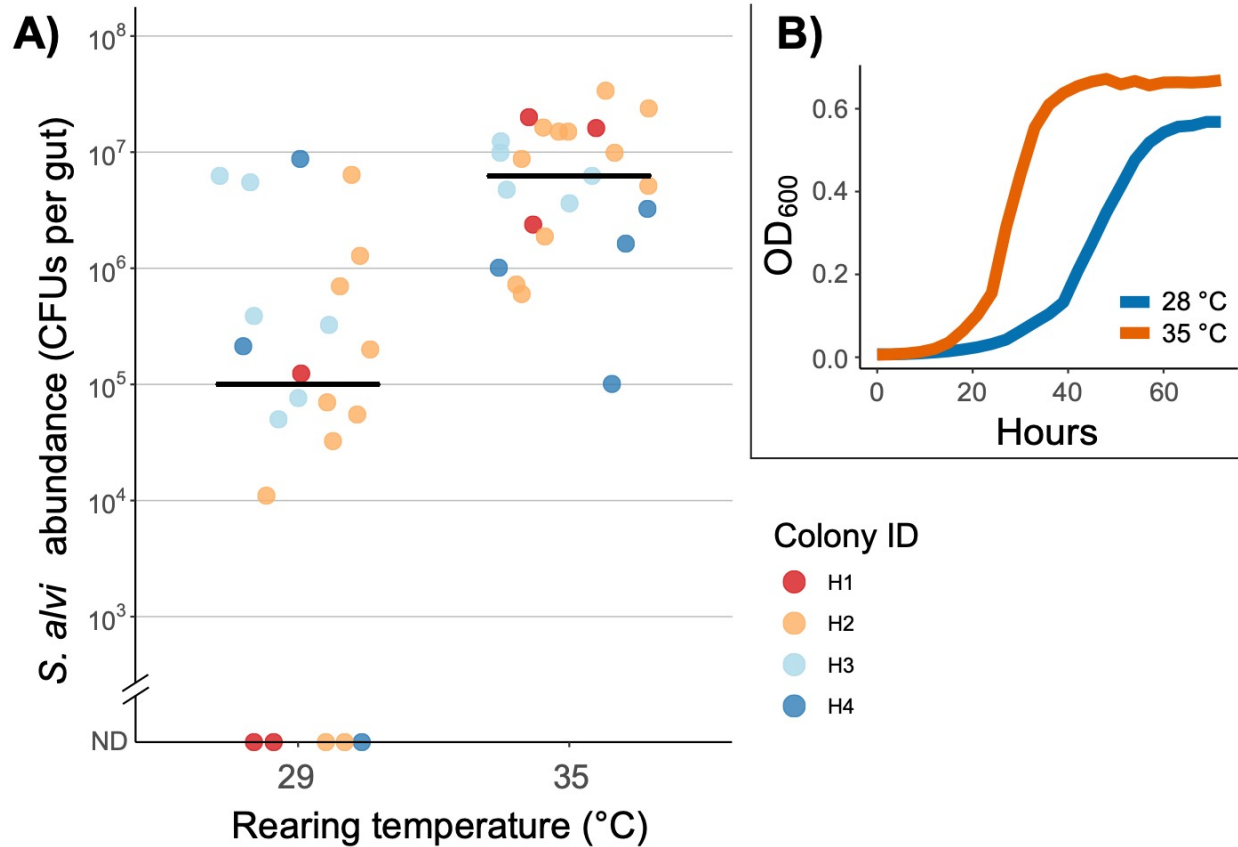 A)
S. alvi abundance (CFUs per gut)
10⁸
10⁷
10⁶
10⁵
10⁴
10³
ND
29
35
Rearing temperature (°C)
B)
OD₆₀₀
0.6
0.4
0.2
0.0
28 °C
35 °C
0
20
40
60
Hours
Colony ID
H1
H2
H3
H4